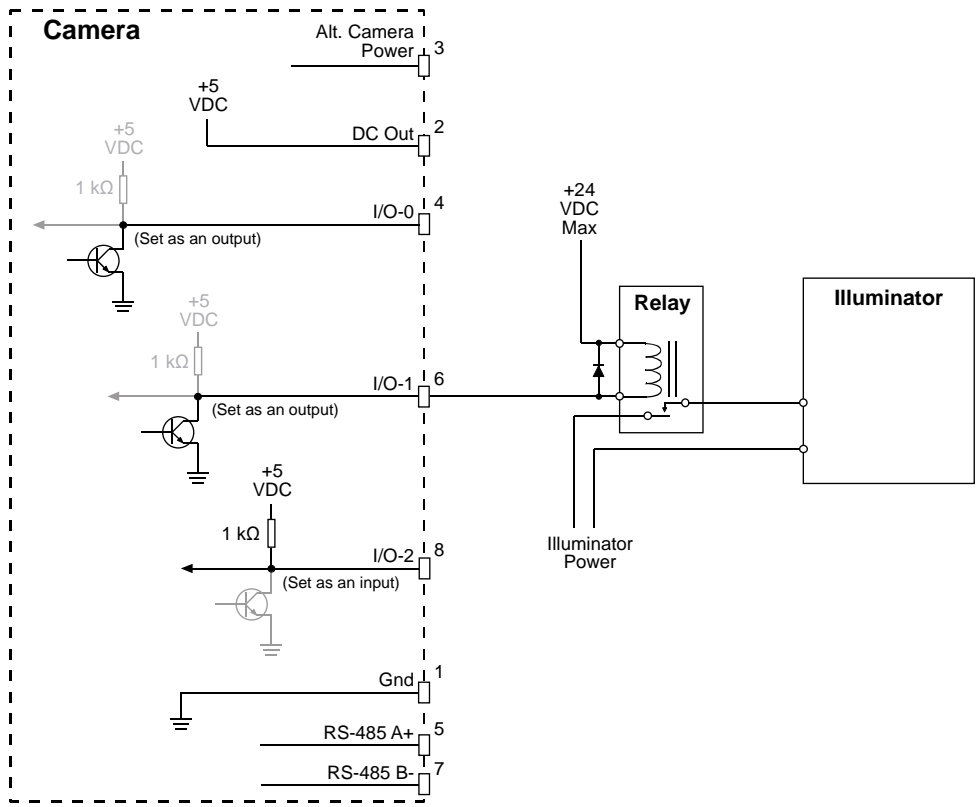 Camera
Alt. Camera
Power
3
+5
VDC
DC Out
2
+5
VDC
1 kΩ
I/O-0
4
(Set as an output)
+24
VDC
Max
Relay
Illuminator
+5
VDC
1 kΩ
I/O-1
6
(Set as an output)
+5
VDC
1 kΩ
I/O-2
8
(Set as an input)
Illuminator
Power
Gnd
1
RS-485 A+
5
RS-485 B-
7